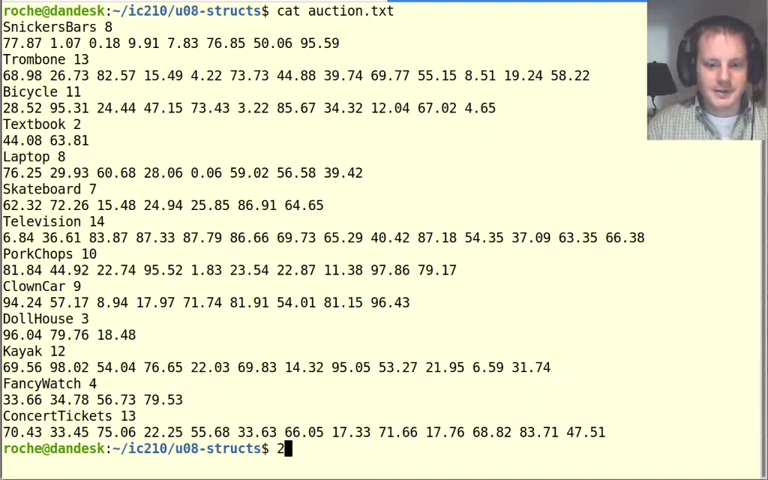 roche@dandesk:~/ic210/u08-structs$ cat auction.txt
SnickersBars 8
77.87 1.07 0.18 9.91 7.83 76.85 50.06 95.59
Trombone 13
68.98 26.73 82.57 15.49 4.22 73.73 44.88 39.74 69.77 55.15 8.51 19.24 58.22
Bicycle 11
28.52 95.31 24.44 47.15 73.43 3.22 85.67 34.32 12.04 67.02 4.65
Textbook 2
44.08 63.81
Laptop 8
76.25 29.93 60.68 28.06 0.06 59.02 56.58 39.42
Skateboard 7
62.32 72.26 15.48 24.94 25.85 86.91 64.65
Television 14
6.84 36.61 83.87 87.33 87.79 86.66 69.73 65.29 40.42 87.18 54.35 37.09 63.35 66.38
PorkChops 10
81.84 44.92 22.74 95.52 1.83 23.54 22.87 11.38 97.86 79.17
ClownCar 9
94.24 57.17 8.94 17.97 71.74 81.91 54.01 81.15 96.43
DollHouse 3
96.04 79.76 18.48
Kayak 12
69.56 98.02 54.04 76.65 22.03 69.83 14.32 95.05 53.27 21.95 6.59 31.74
FancyWatch 4
33.66 34.78 56.73 79.53
ConcertTickets 13
70.43 33.45 75.06 22.25 55.68 33.63 66.05 17.33 71.66 17.76 68.82 83.71 47.51
roche@dandesk:~/ic210/u08-structs$ 2